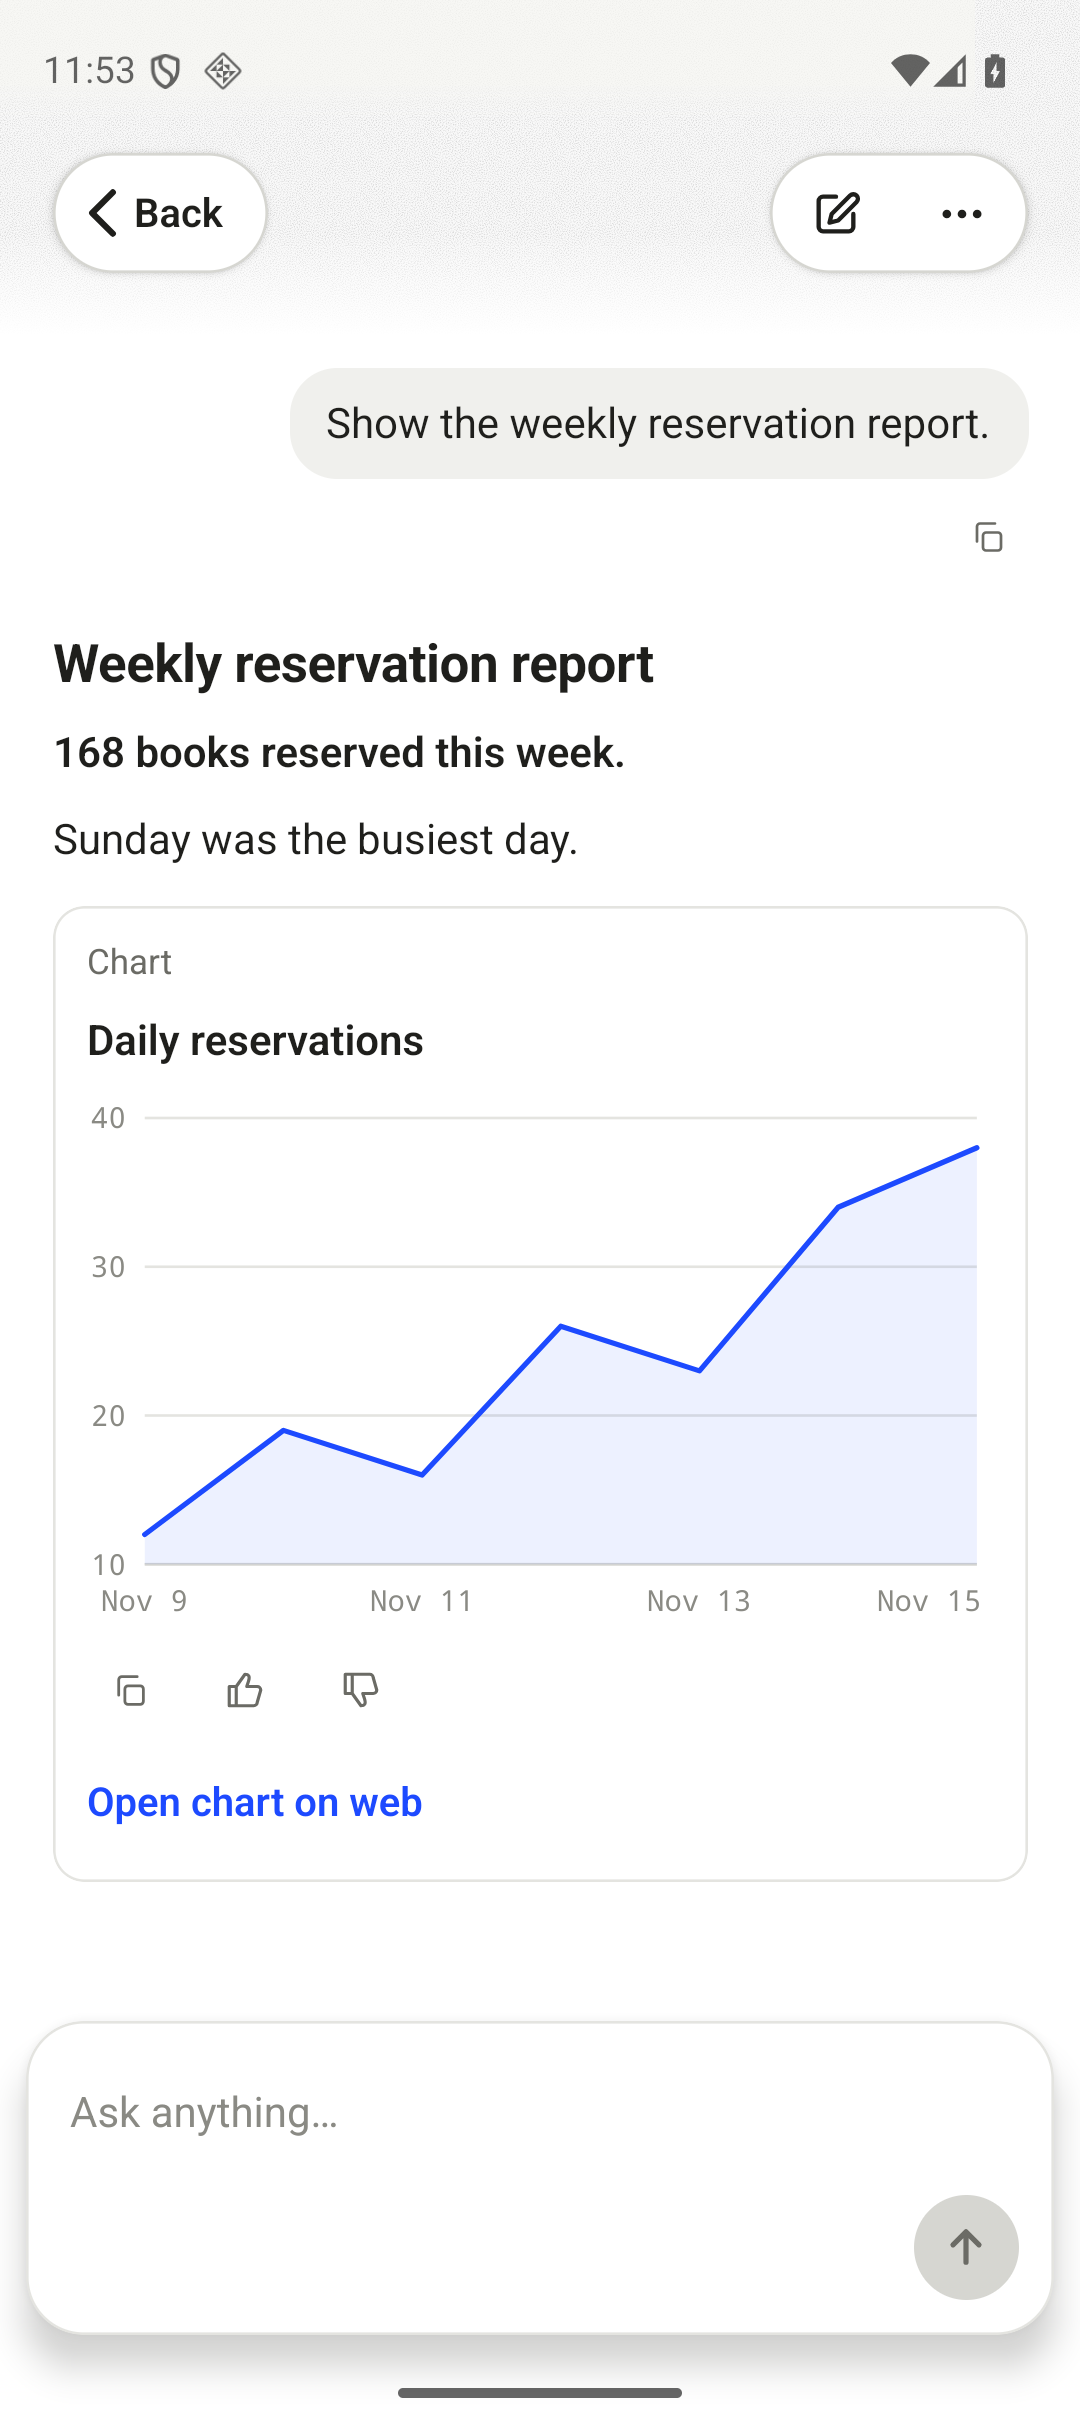 11:53
Back
Show the weekly reservation report.
Weekly reservation report
168 books reserved this week.
Sunday was the busiest day.
Chart
Daily reservations
40
30
20
10
Nov 9 Nov 11 Nov 13 Nov 15
Open chart on web
Ask anything…